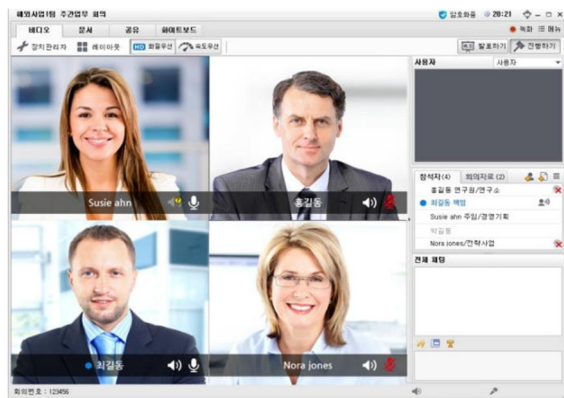 해외사업1팀 주간업무 회의
암호화중 20:21
비디오 문서 공유 화이트보드
녹화 메뉴
장치관리자 레이아웃 HD 화질우선 속도우선
발표하기 진행하기
사용자 사용자
Susie ahn
홍길동
최길동
Nora jones
참석자(4) 회의자료 (2)
홍길동 연구원/연구소
최길동 책임
Susie ahn 주임/경영기획
박길동
Nora jones/전략사업
전체 채팅
회의번호 : 123456